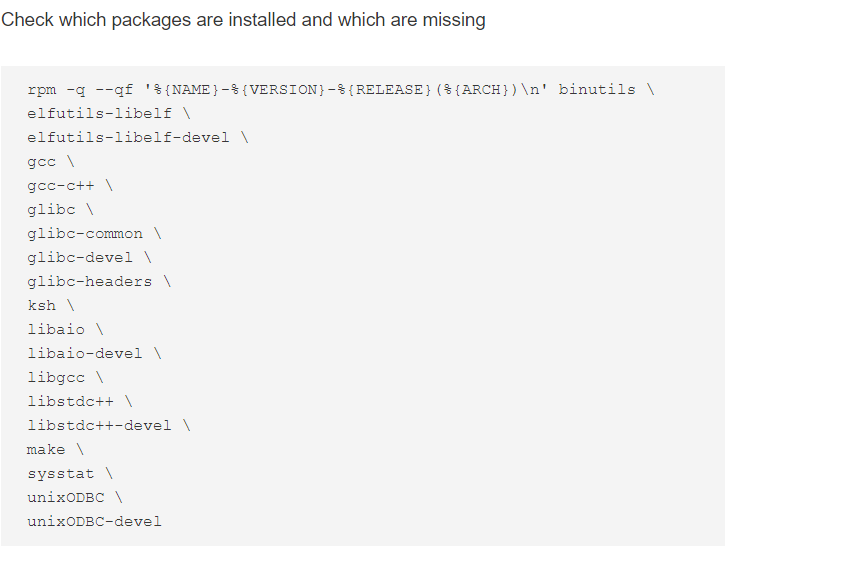 Check which packages are installed and which are missing
rpm -q --qf '%{NAME}-%{VERSION}-%{RELEASE}(%{ARCH})\n' binutils \
elfutils-libelf \
elfutils-libelf-devel \
gcc \
gcc-c++ \
glibc \
glibc-common \
glibc-devel \
glibc-headers \
ksh \
libaio \
libaio-devel \
libgcc \
libstdc++ \
libstdc++-devel \
make \
sysstat \
unixODBC \
unixODBC-devel